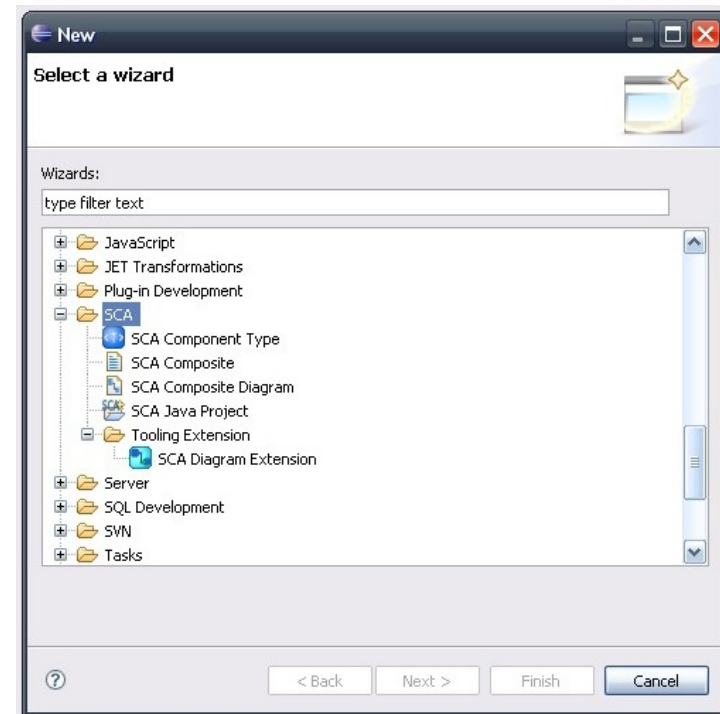 New
Select a wizard
Wizards:
type filter text
JavaScript
JET Transformations
Plug-in Development
SCA
SCA Component Type
SCA Composite
SCA Composite Diagram
SCA Java Project
Tooling Extension
SCA Diagram Extension
Server
SQL Development
SVN
Tasks
< Back Next > Finish Cancel